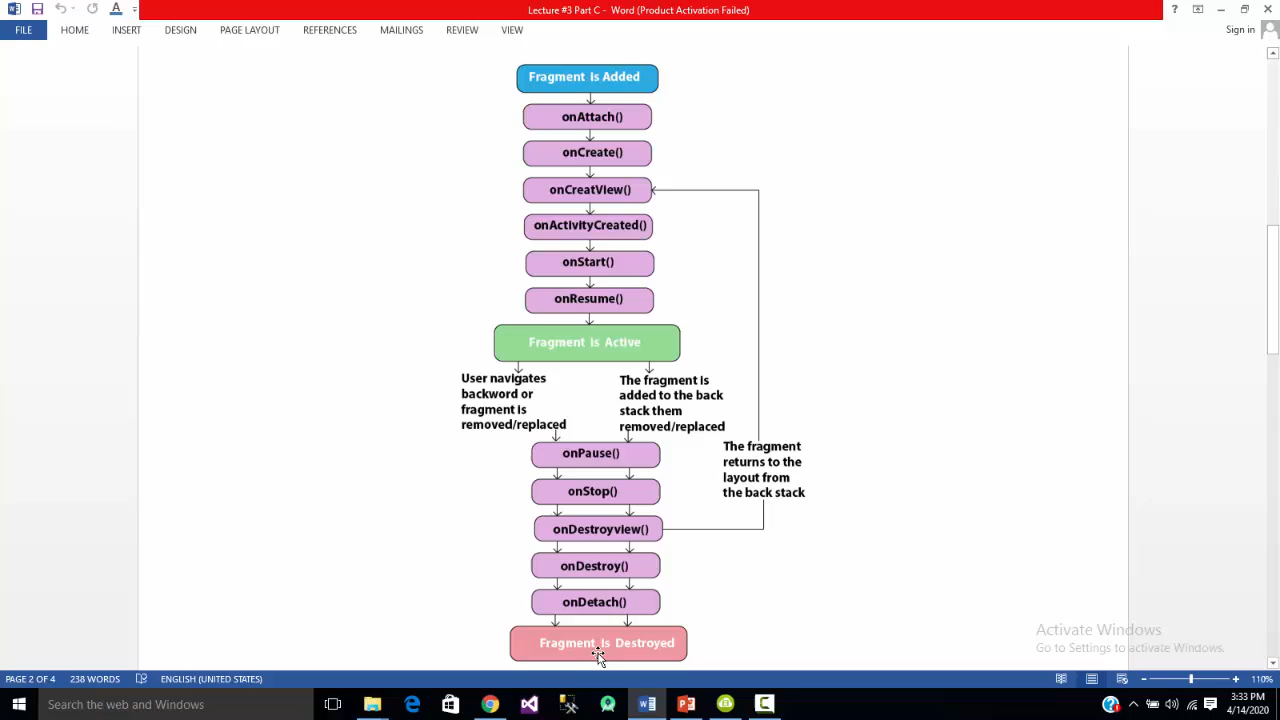 Lecture #3 Part C - Word (Product Activation Failed)
FILE HOME INSERT DESIGN PAGE LAYOUT REFERENCES MAILINGS REVIEW VIEW Sign in
Fragment is Added
onAttach()
onCreate()
onCreatView()
onActivityCreated()
onStart()
onResume()
Fragment is Active
User navigates
backword or
fragment is
removed/replaced
The fragment is
added to the back
stack them
removed/replaced
The fragment
returns to the
layout from
the back stack
onPause()
onStop()
onDestroyview()
onDestroy()
onDetach()
Fragment is Destroyed
Activate Windows
Go to Settings to activate Windows.
PAGE 2 OF 4 238 WORDS ENGLISH (UNITED STATES) 110%
Search the web and Windows
3:33 PM
4/14/2020